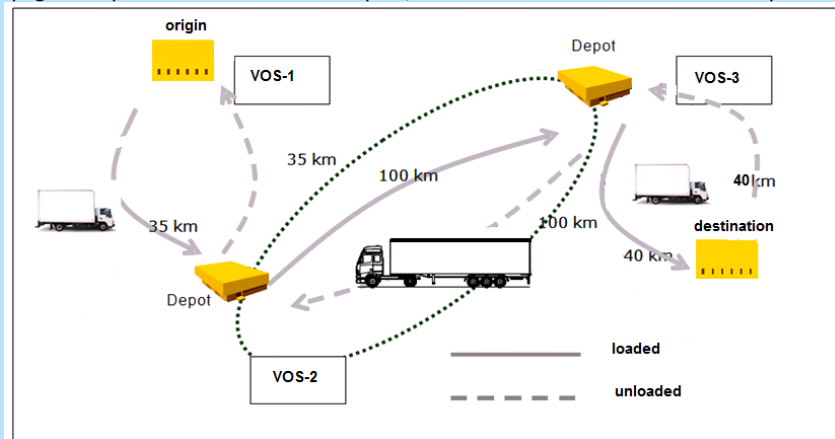 origin
VOS-1
Depot
VOS-3
35 km
100 km
40km
35 km
100 km
destination
40 km
Depot
loaded
VOS-2
unloaded